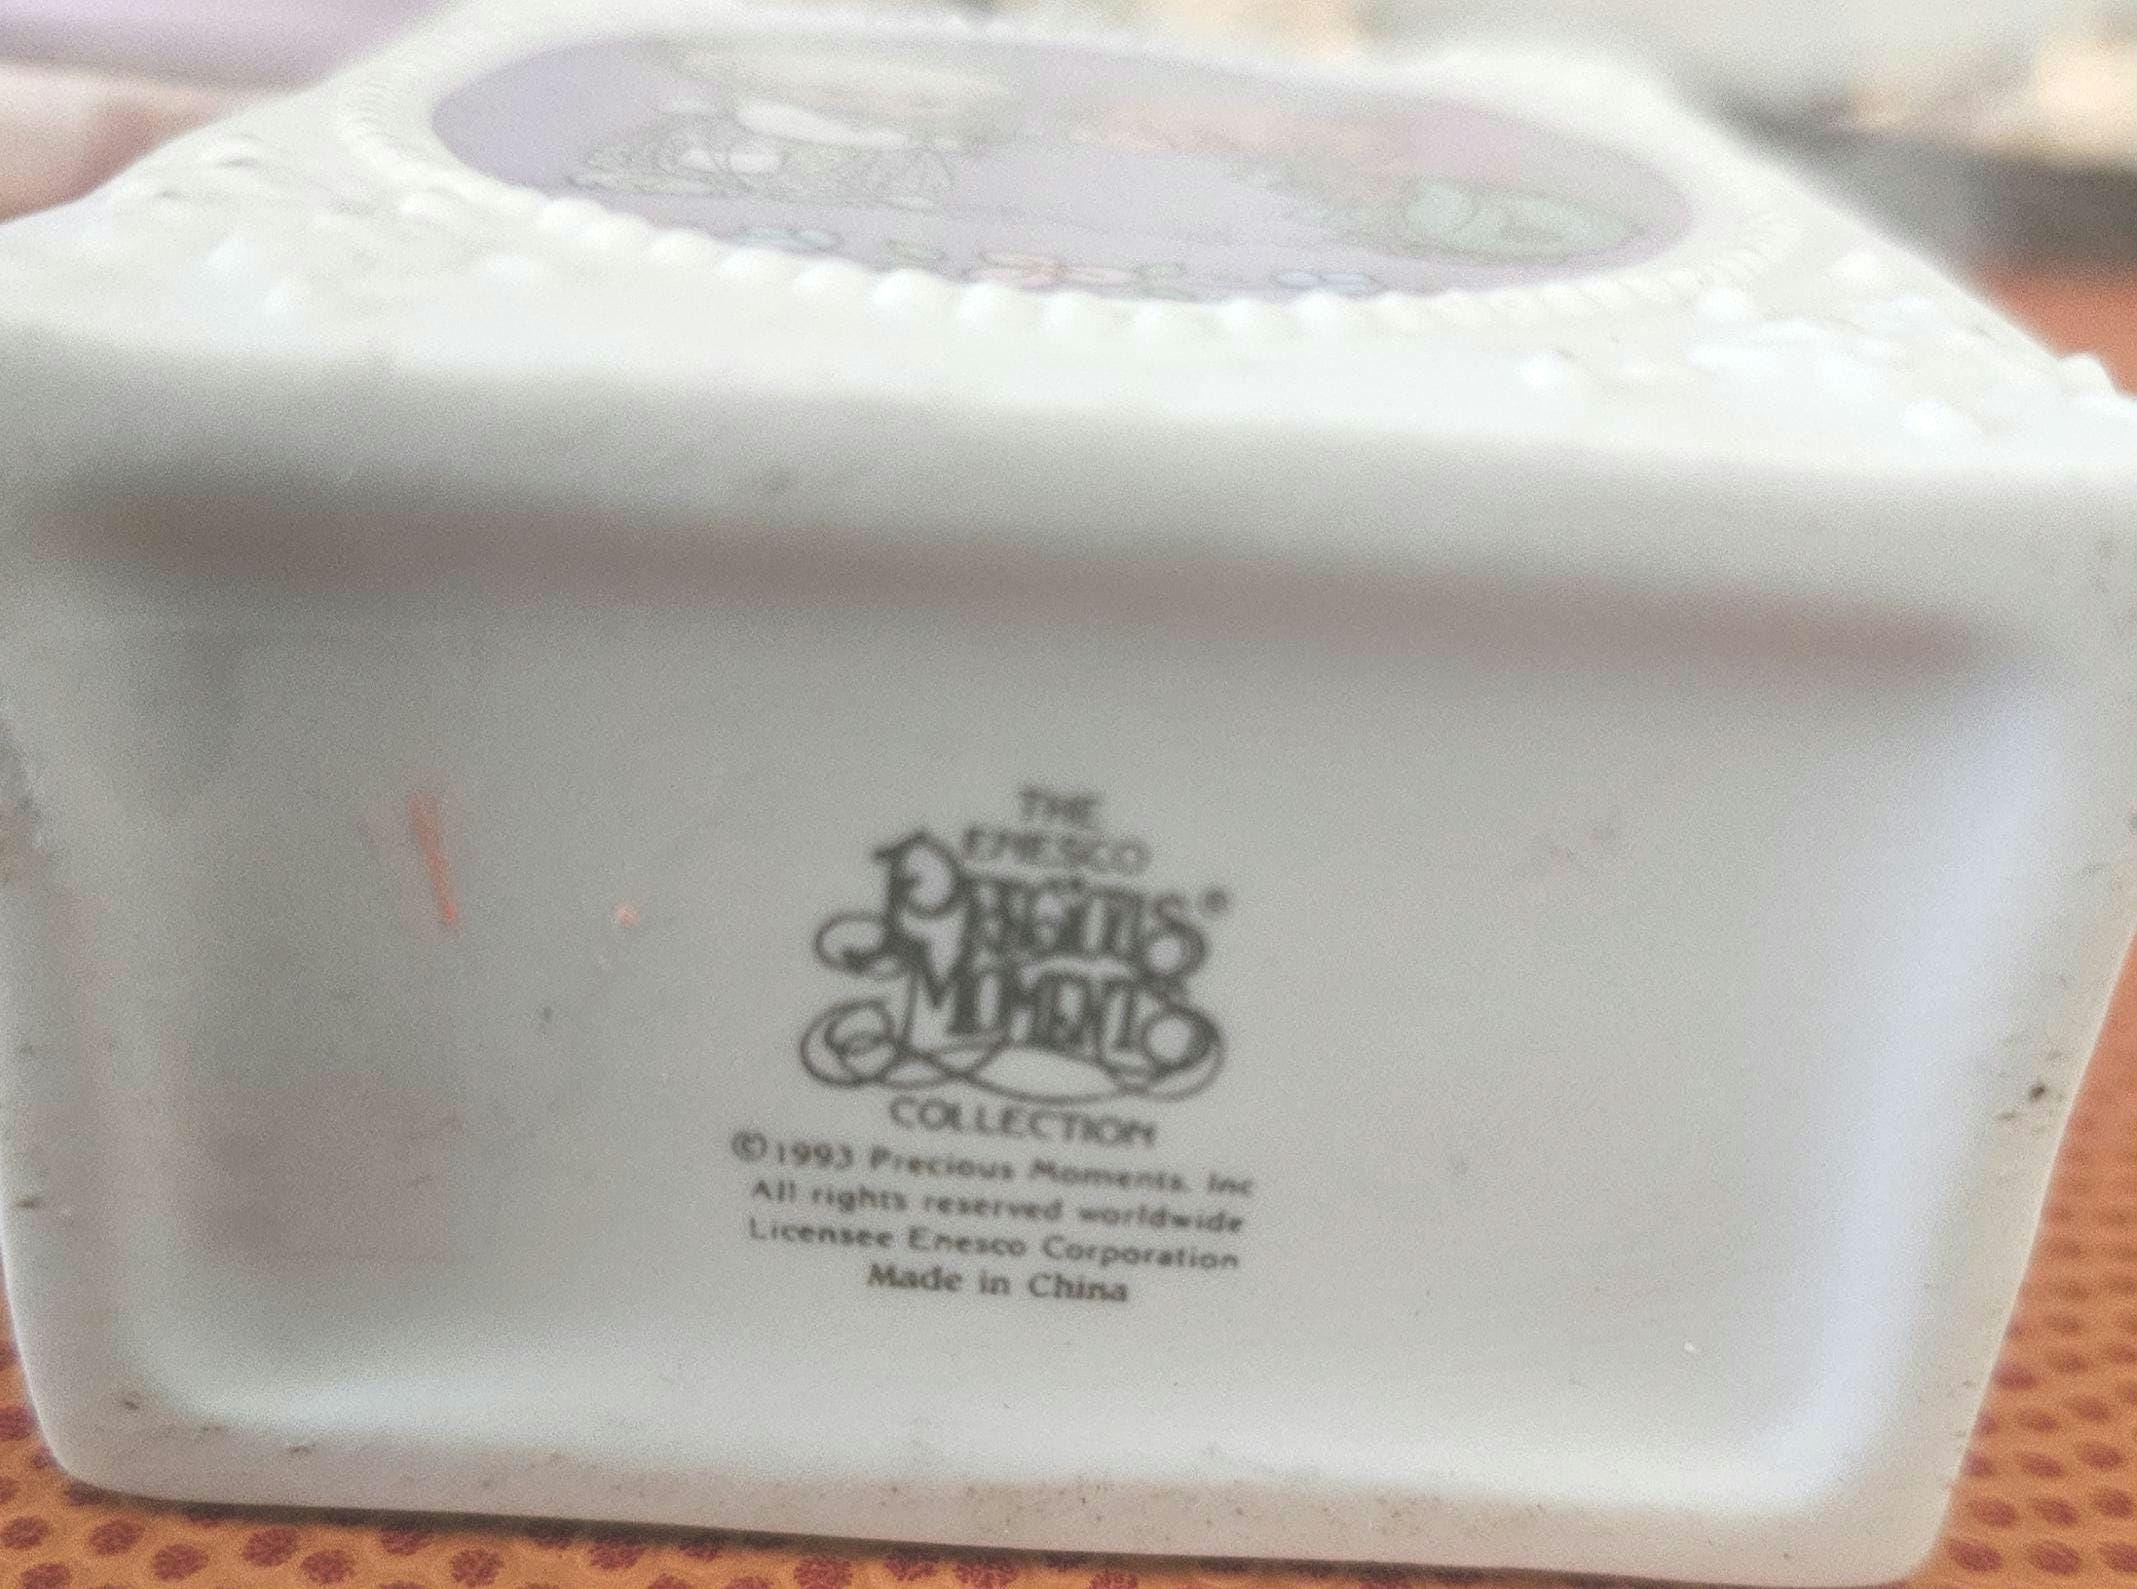 THE
ENESCO
PRECIOUS®
MOMENTS
COLLECTION
©1993 Precious Moments, Inc
All rights reserved worldwide
Licensee Enesco Corporation
Made in China